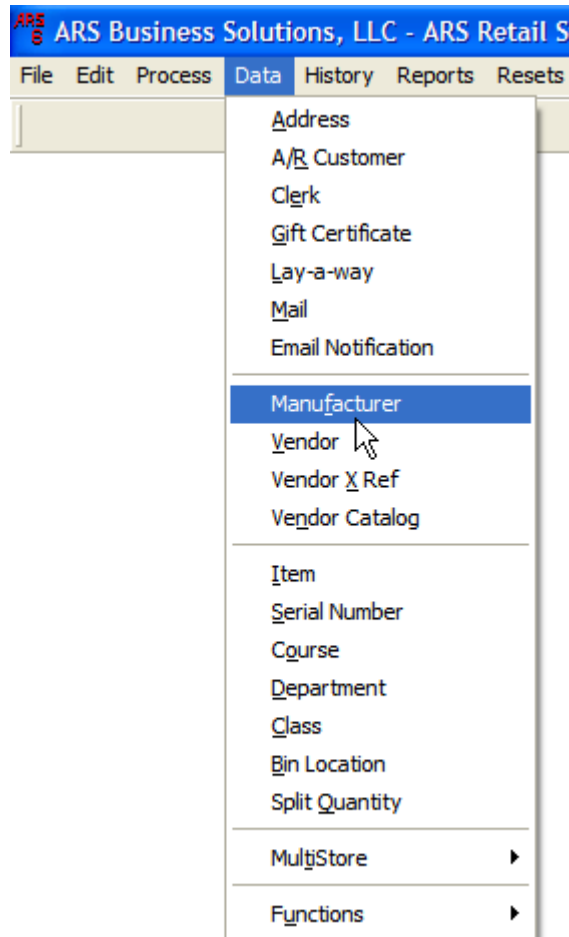 ARS
S
ARS Business Solutions, LLC - ARS Retail S
File Edit Process Data History Reports Resets
Address
A/R Customer
Clerk
Gift Certificate
Lay-a-way
Mail
Email Notification
Manufacturer
Vendor
Vendor X Ref
Vendor Catalog
Item
Serial Number
Course
Department
Class
Bin Location
Split Quantity
MultiStore
Functions